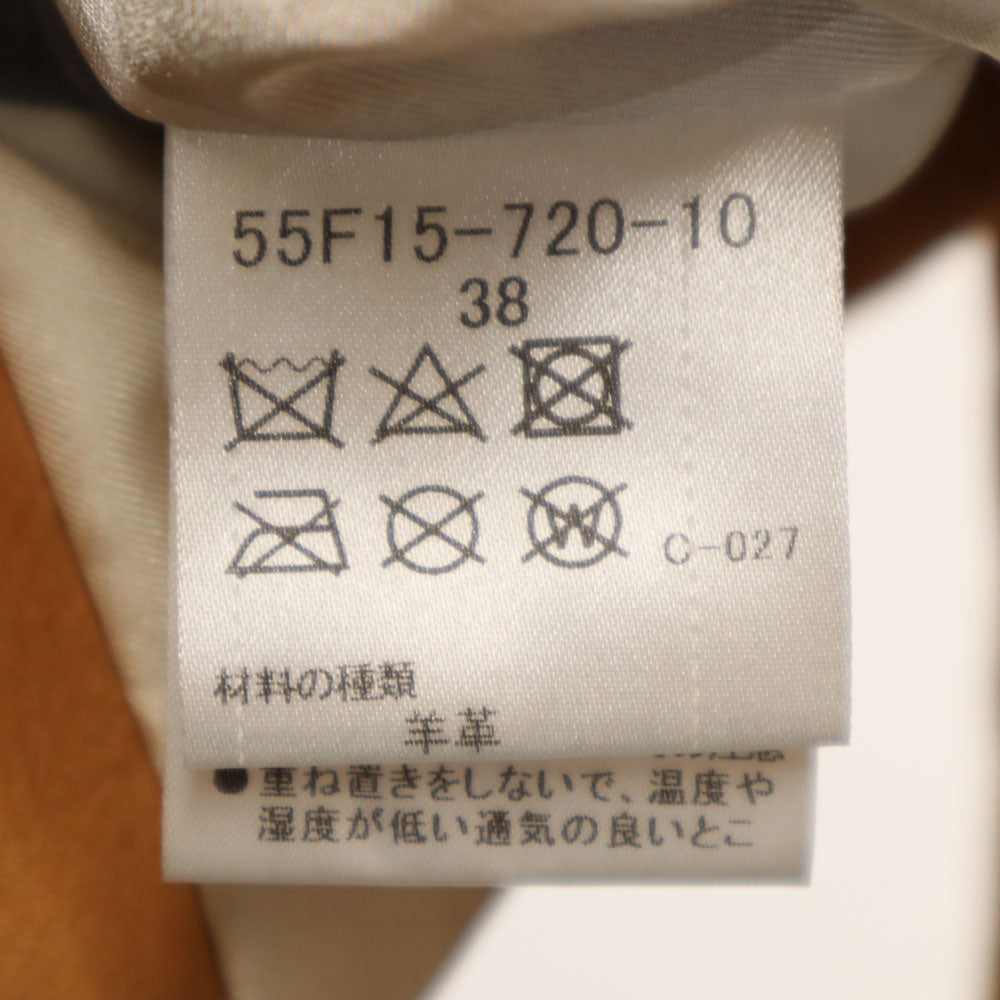 55F15-720-10
38
W
C-027
材料の種類
羊革
●重ね置きをしないで、温度や
湿度が低い通気の良いとこ